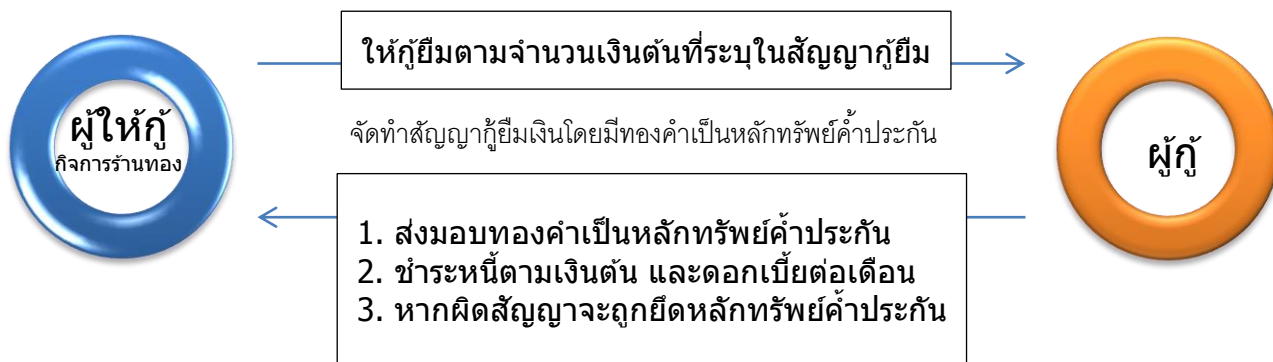 ให้กู้ยืมตามจำนวนเงินต้นที่ระบุในสัญญากู้ยืม
ผู้ให้กู้
กิจการร้านทอง
จัดทำสัญญากู้ยืมเงินโดยมีทองคำเป็นหลักทรัพย์ค้ำประกัน
ผู้กู้
1. ส่งมอบทองคำเป็นหลักทรัพย์ค้ำประกัน
2. ชำระหนี้ตามเงินต้น และดอกเบี้ยต่อเดือน
3. หากผิดสัญญาจะถูกยึดหลักทรัพย์ค้ำประกัน